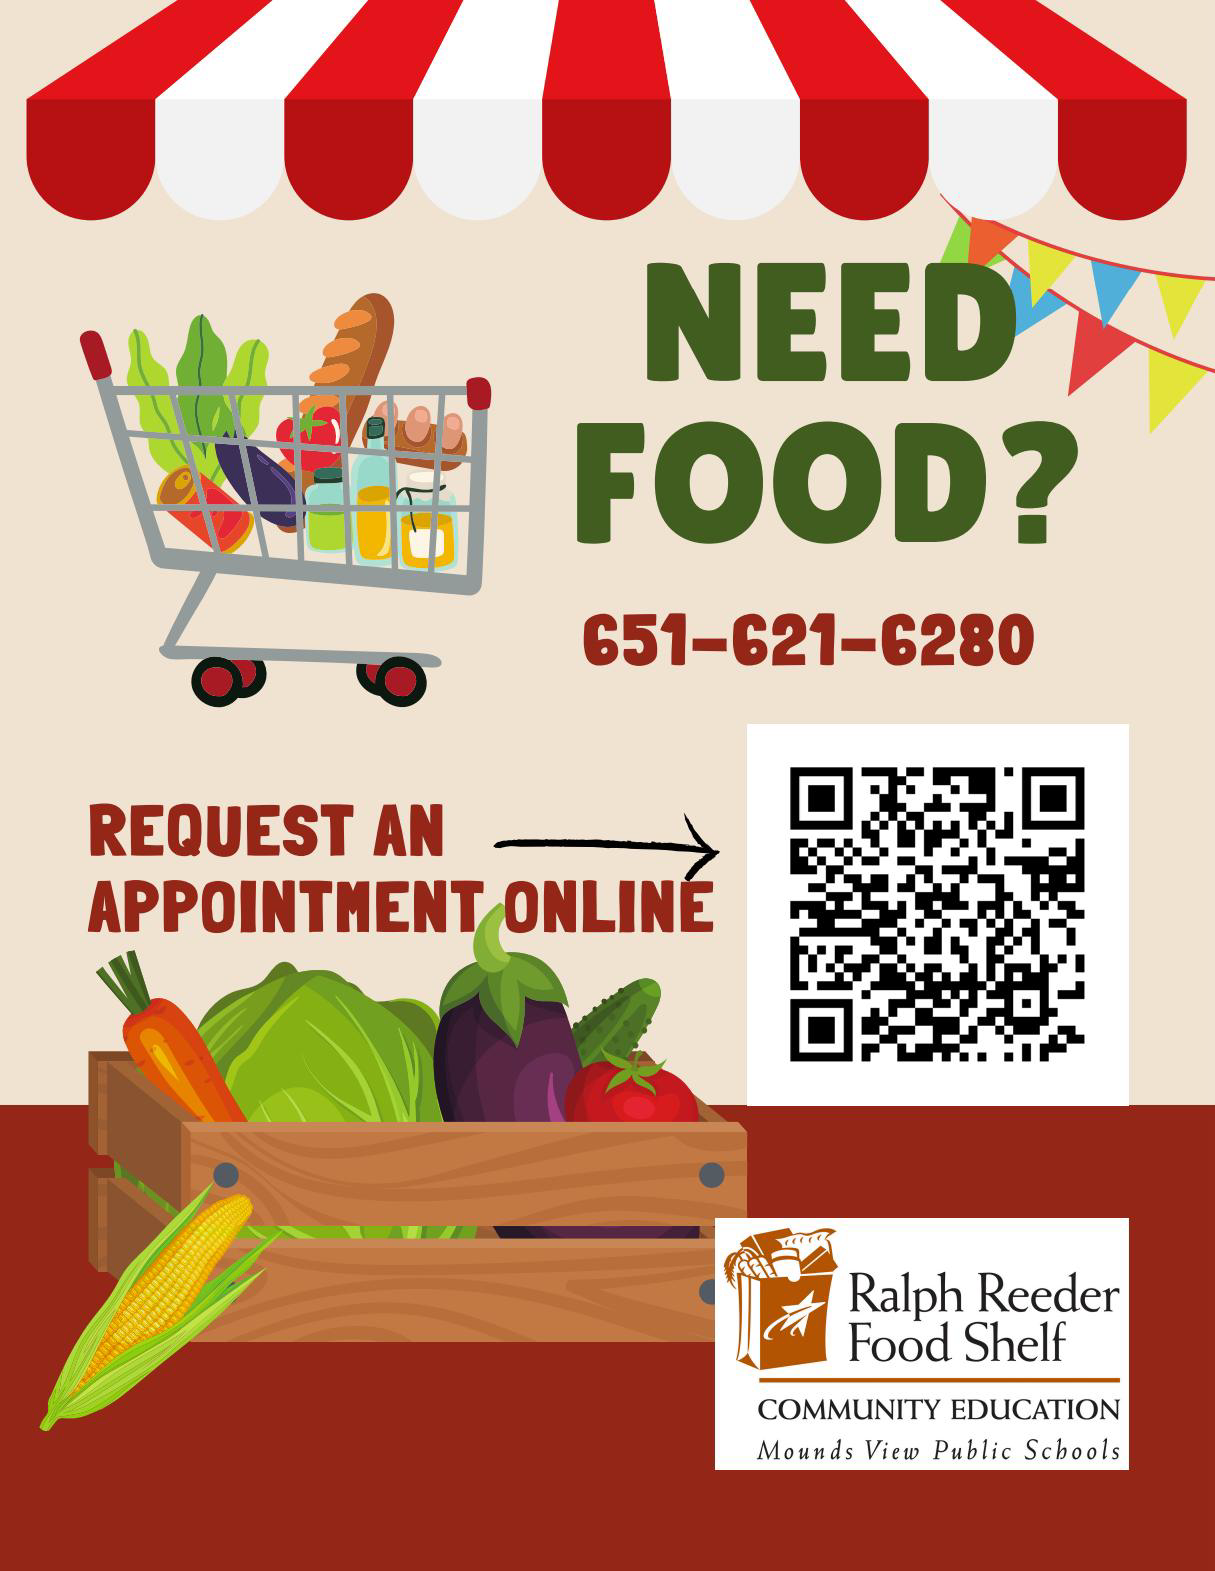 NEED
FOOD?
651-621-6280
REQUEST AN
APPOINTMENT ONLINE
Ralph Reeder
Food Shelf
COMMUNITY EDUCATION
Mounds View Public Schools